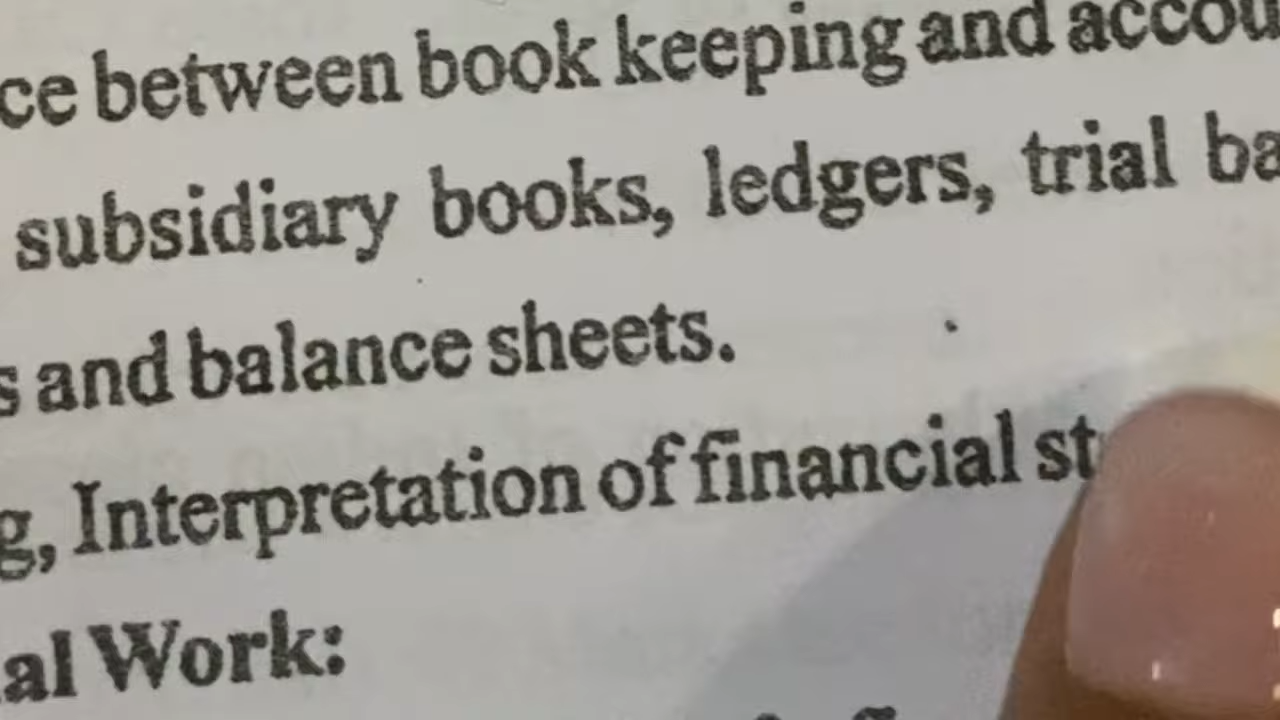 ce between book keeping and accou
subsidiary books, ledgers, trial ba
s and balance sheets.
g, Interpretation of financial st
al Work: